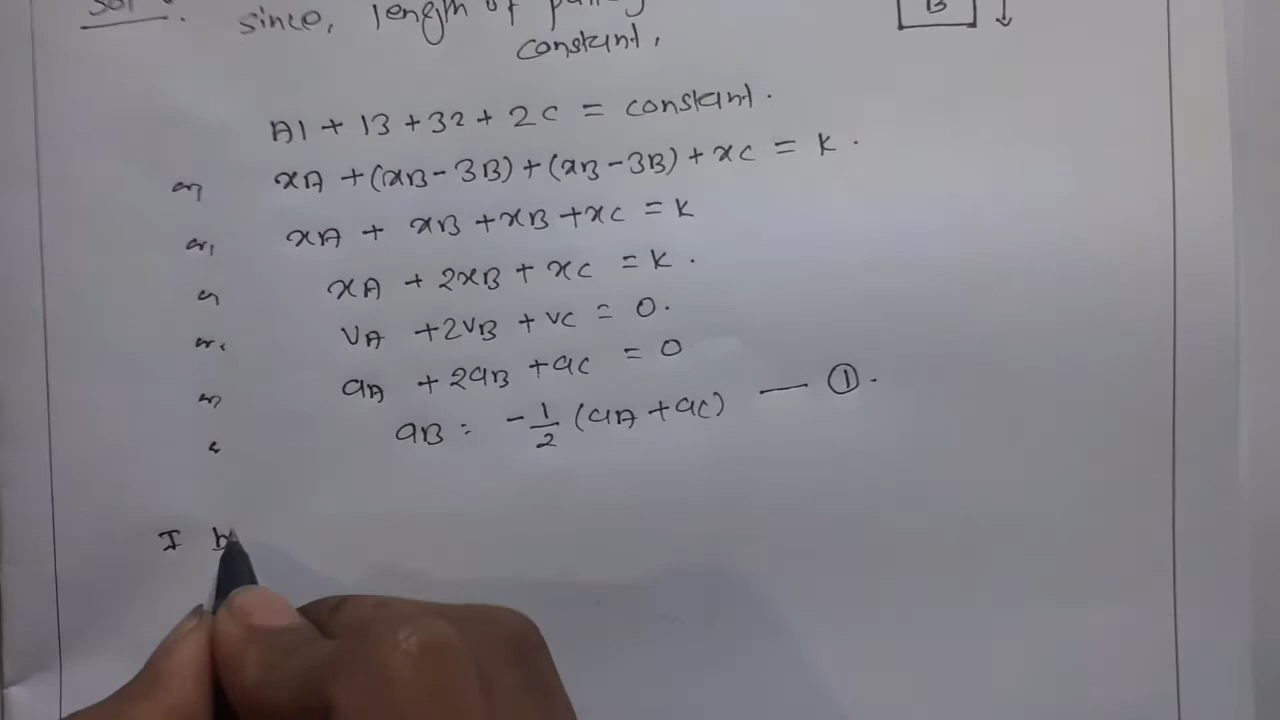 Sol
since, length of
constant,
B
A1 + 13 + 32 + 2C = constant.
or xA + (xB - 3B) + (xB - 3B) + xC = K.
or, xA + xB + xB + xC = K
or xA + 2xB + xC = K.
or, vA + 2vB + vC = 0.
or aA + 2aB + aC = 0
aB = -1/2 (aA + aC) — ①.
I b